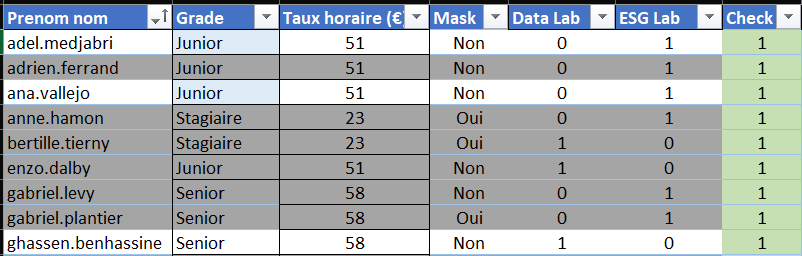 Prenom nom Grade Taux horaire (€) Mask Data Lab ESG Lab Check
adel.medjabri Junior 51 Non 0 1 1
adrien.ferrand Junior 51 Non 0 1 1
ana.vallejo Junior 51 Non 0 1 1
anne.hamon Stagiaire 23 Oui 0 1 1
bertille.tierny Stagiaire 23 Oui 1 0 1
enzo.dalby Junior 51 Non 1 0 1
gabriel.levy Senior 58 Non 0 1 1
gabriel.plantier Senior 58 Oui 0 1 1
ghassen.benhassine Senior 58 Non 1 0 1